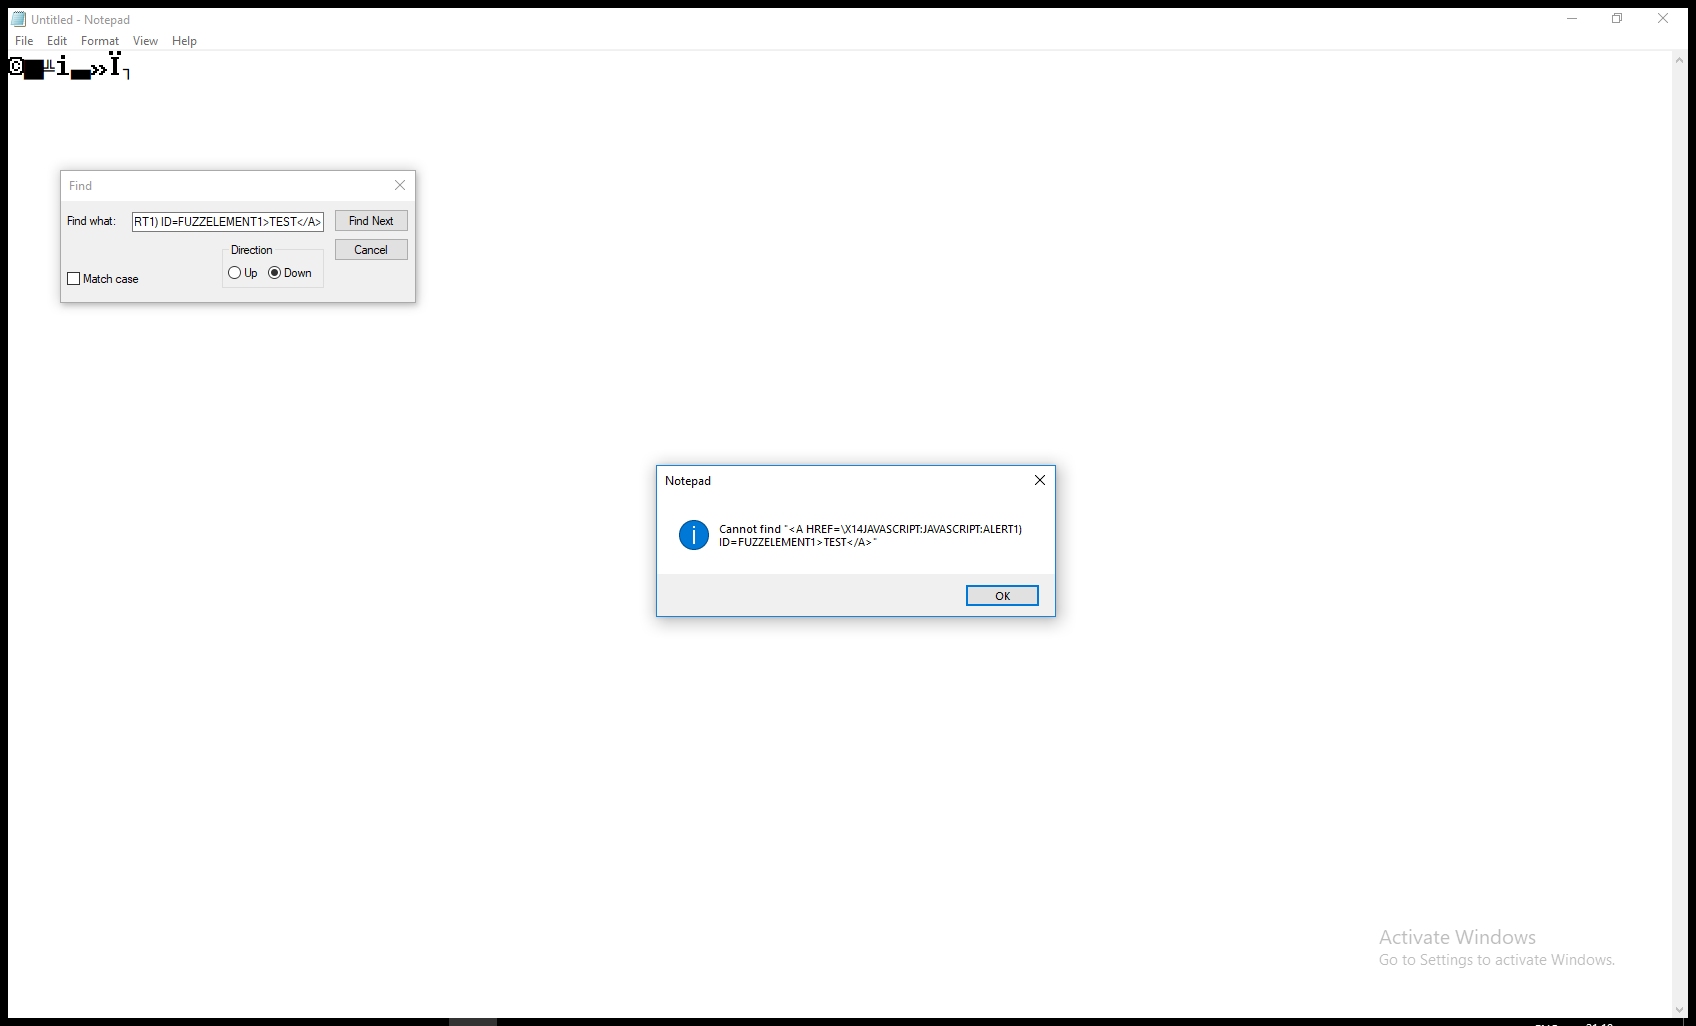 Untitled - Notepad
File Edit Format View Help
©▆╩i▃»Ï┐
Find
Find what: RT1) ID=FUZZELEMENT1>TEST</A> Find Next
Direction Cancel
Up Down
Match case
Notepad
Cannot find "<A HREF=\X14JAVASCRIPT:JAVASCRIPT:ALERT1)
ID=FUZZELEMENT1>TEST</A>"
OK
Activate Windows
Go to Settings to activate Windows.